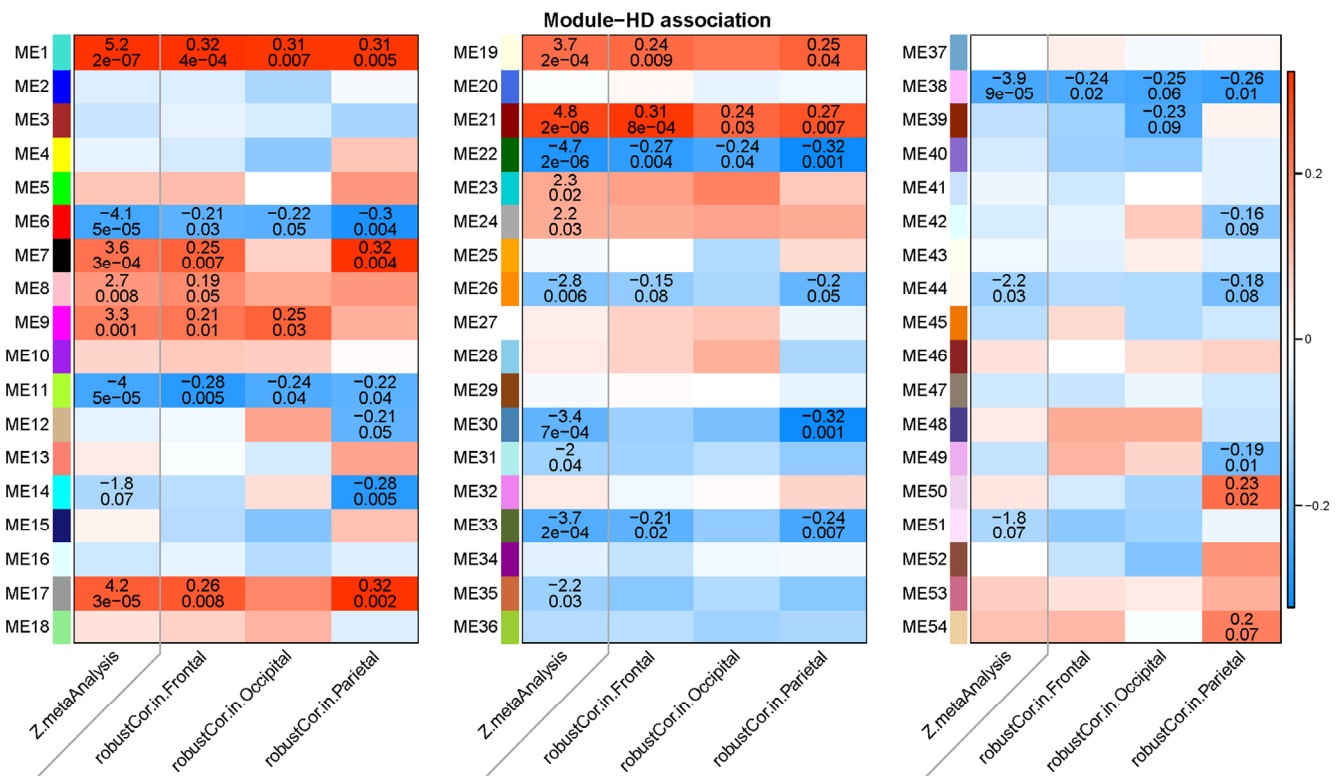 Module−HD association
ME1 5.2 0.32 0.31 0.31
2e−07 4e−04 0.007 0.005
ME2
ME3
ME4
ME5
ME6 −4.1 −0.21 −0.22 −0.3
5e−05 0.03 0.05 0.004
ME7 3.6 0.25 0.32
3e−04 0.007 0.004
ME8 2.7 0.19
0.008 0.05
ME9 3.3 0.21 0.25
0.001 0.01 0.03
ME10
ME11 −4 −0.28 −0.24 −0.22
5e−05 0.005 0.04 0.04
ME12 −0.21
0.05
ME13
ME14 −1.8 −0.28
0.07 0.005
ME15
ME16
ME17 4.2 0.26 0.32
3e−05 0.008 0.002
ME18
Z.metaAnalysis
robustCor.in.Frontal
robustCor.in.Occipital
robustCor.in.Parietal
ME19 3.7 0.24 0.25
2e−04 0.009 0.04
ME20
ME21 4.8 0.31 0.24 0.27
2e−06 8e−04 0.03 0.007
ME22 −4.7 −0.27 −0.24 −0.32
2e−06 0.004 0.04 0.001
ME23 2.3
0.02
ME24 2.2
0.03
ME25
ME26 −2.8 −0.15 −0.2
0.006 0.08 0.05
ME27
ME28
ME29
ME30 −3.4 −0.32
7e−04 0.001
ME31 −2
0.04
ME32
ME33 −3.7 −0.21 −0.24
2e−04 0.02 0.007
ME34
ME35 −2.2
0.03
ME36
Z.metaAnalysis
robustCor.in.Frontal
robustCor.in.Occipital
robustCor.in.Parietal
ME37
ME38 −3.9 −0.24 −0.25 −0.26
9e−05 0.02 0.06 0.01
ME39 −0.23
0.09
ME40
ME41
ME42 −0.16
0.09
ME43
ME44 −2.2 −0.18
0.03 0.08
ME45
ME46
ME47
ME48
ME49 −0.19
0.01
ME50 0.23
0.02
ME51 −1.8
0.07
ME52
ME53
ME54 0.2
0.07
Z.metaAnalysis
robustCor.in.Frontal
robustCor.in.Occipital
robustCor.in.Parietal
0.2
0
−0.2